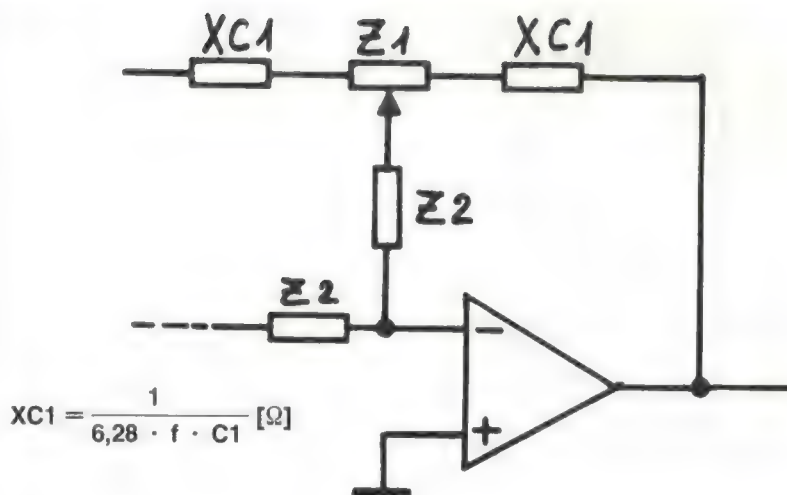 XC1 Z1 XC1
Z2
Z2
−
XC1 = 1 / 6,28 · f · C1 [Ω]
+